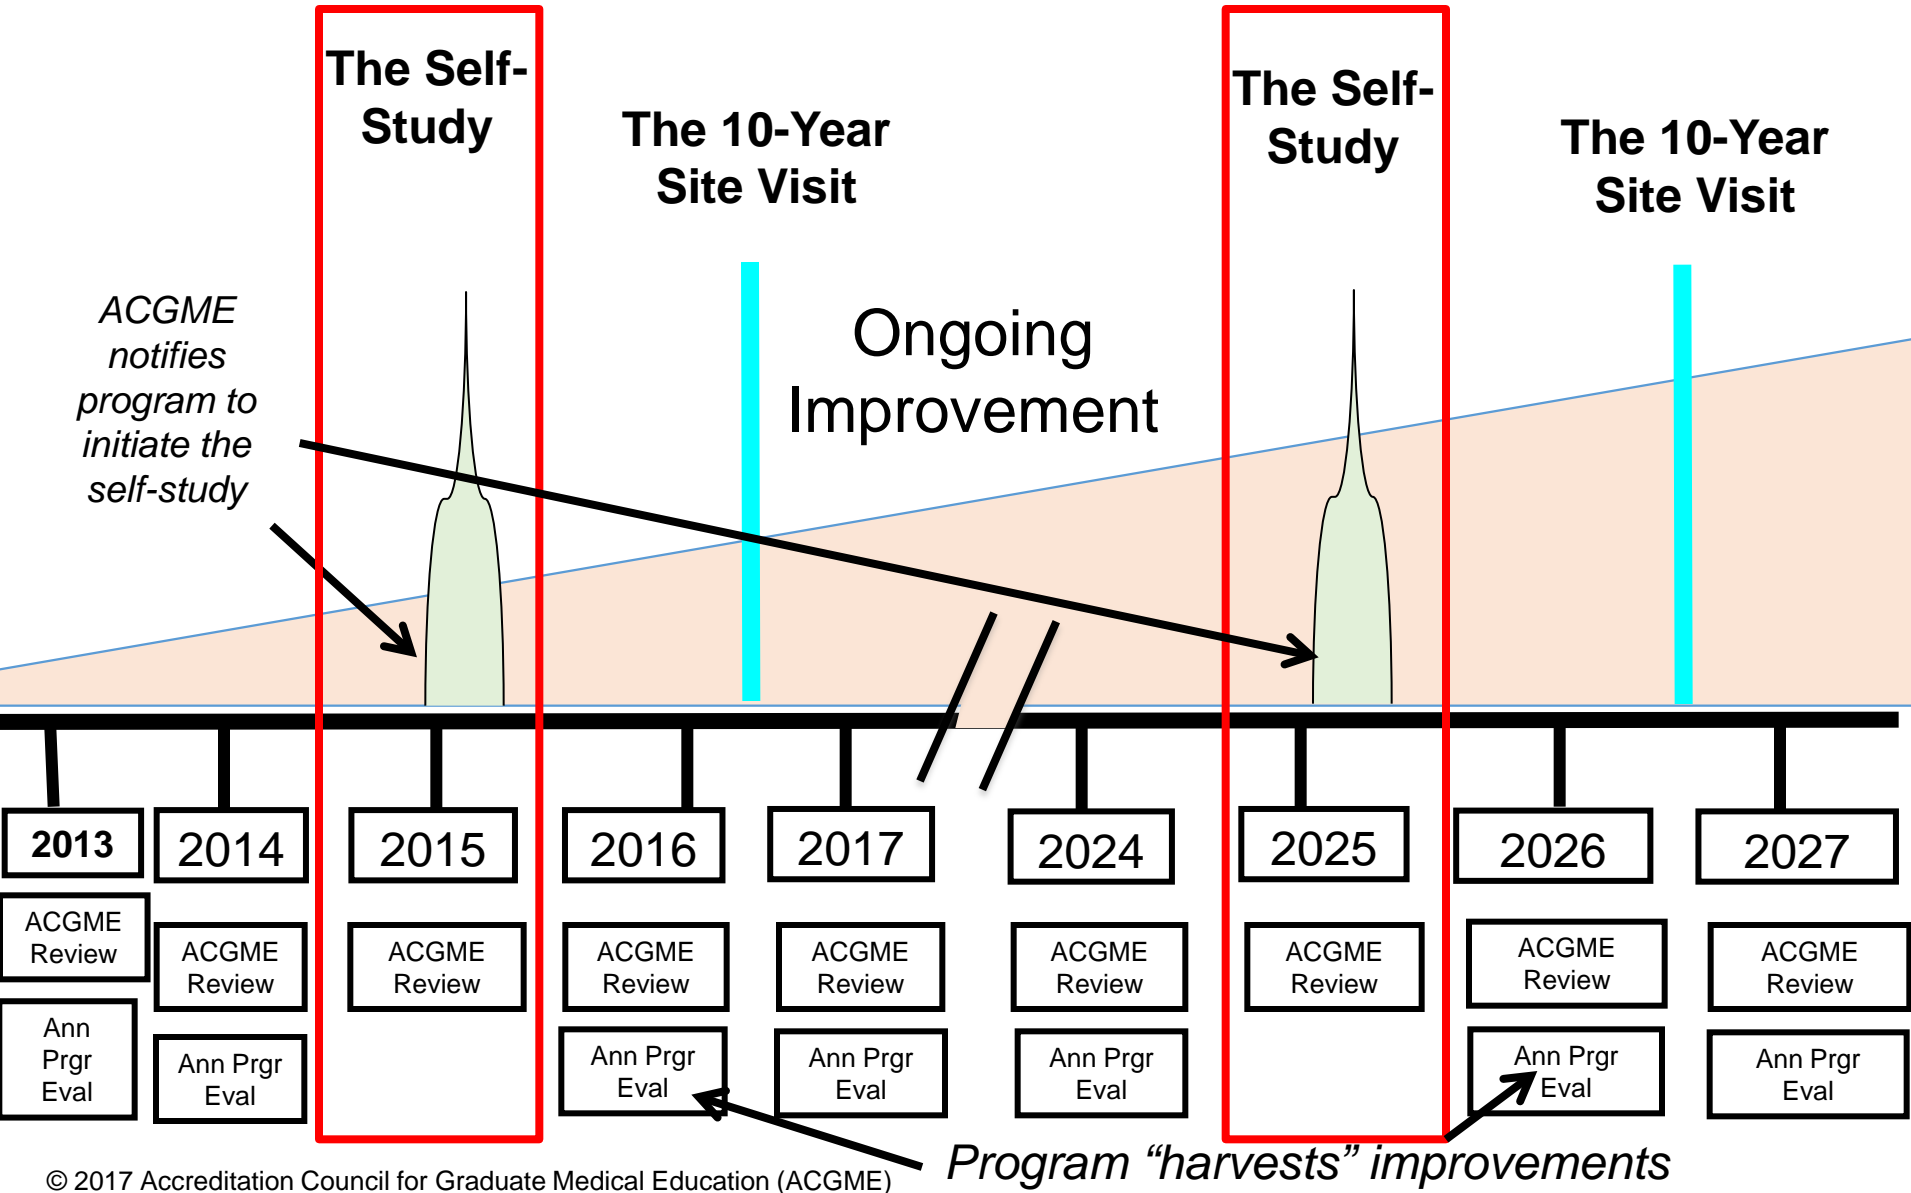 The Self-
Study
The 10-Year
Site Visit
The Self-
Study
The 10-Year
Site Visit
ACGME
notifies
program to
initiate the
self-study
Ongoing
Improvement
2013
2014
2015
2016
2017
2024
2025
2026
2027
ACGME
Review
ACGME
Review
ACGME
Review
ACGME
Review
ACGME
Review
ACGME
Review
ACGME
Review
ACGME
Review
ACGME
Review
Ann
Prgr
Eval
Ann Prgr
Eval
Ann Prgr
Eval
Ann Prgr
Eval
Ann Prgr
Eval
Ann Prgr
Eval
Ann Prgr
Eval
Program “harvests” improvements
© 2017 Accreditation Council for Graduate Medical Education (ACGME)